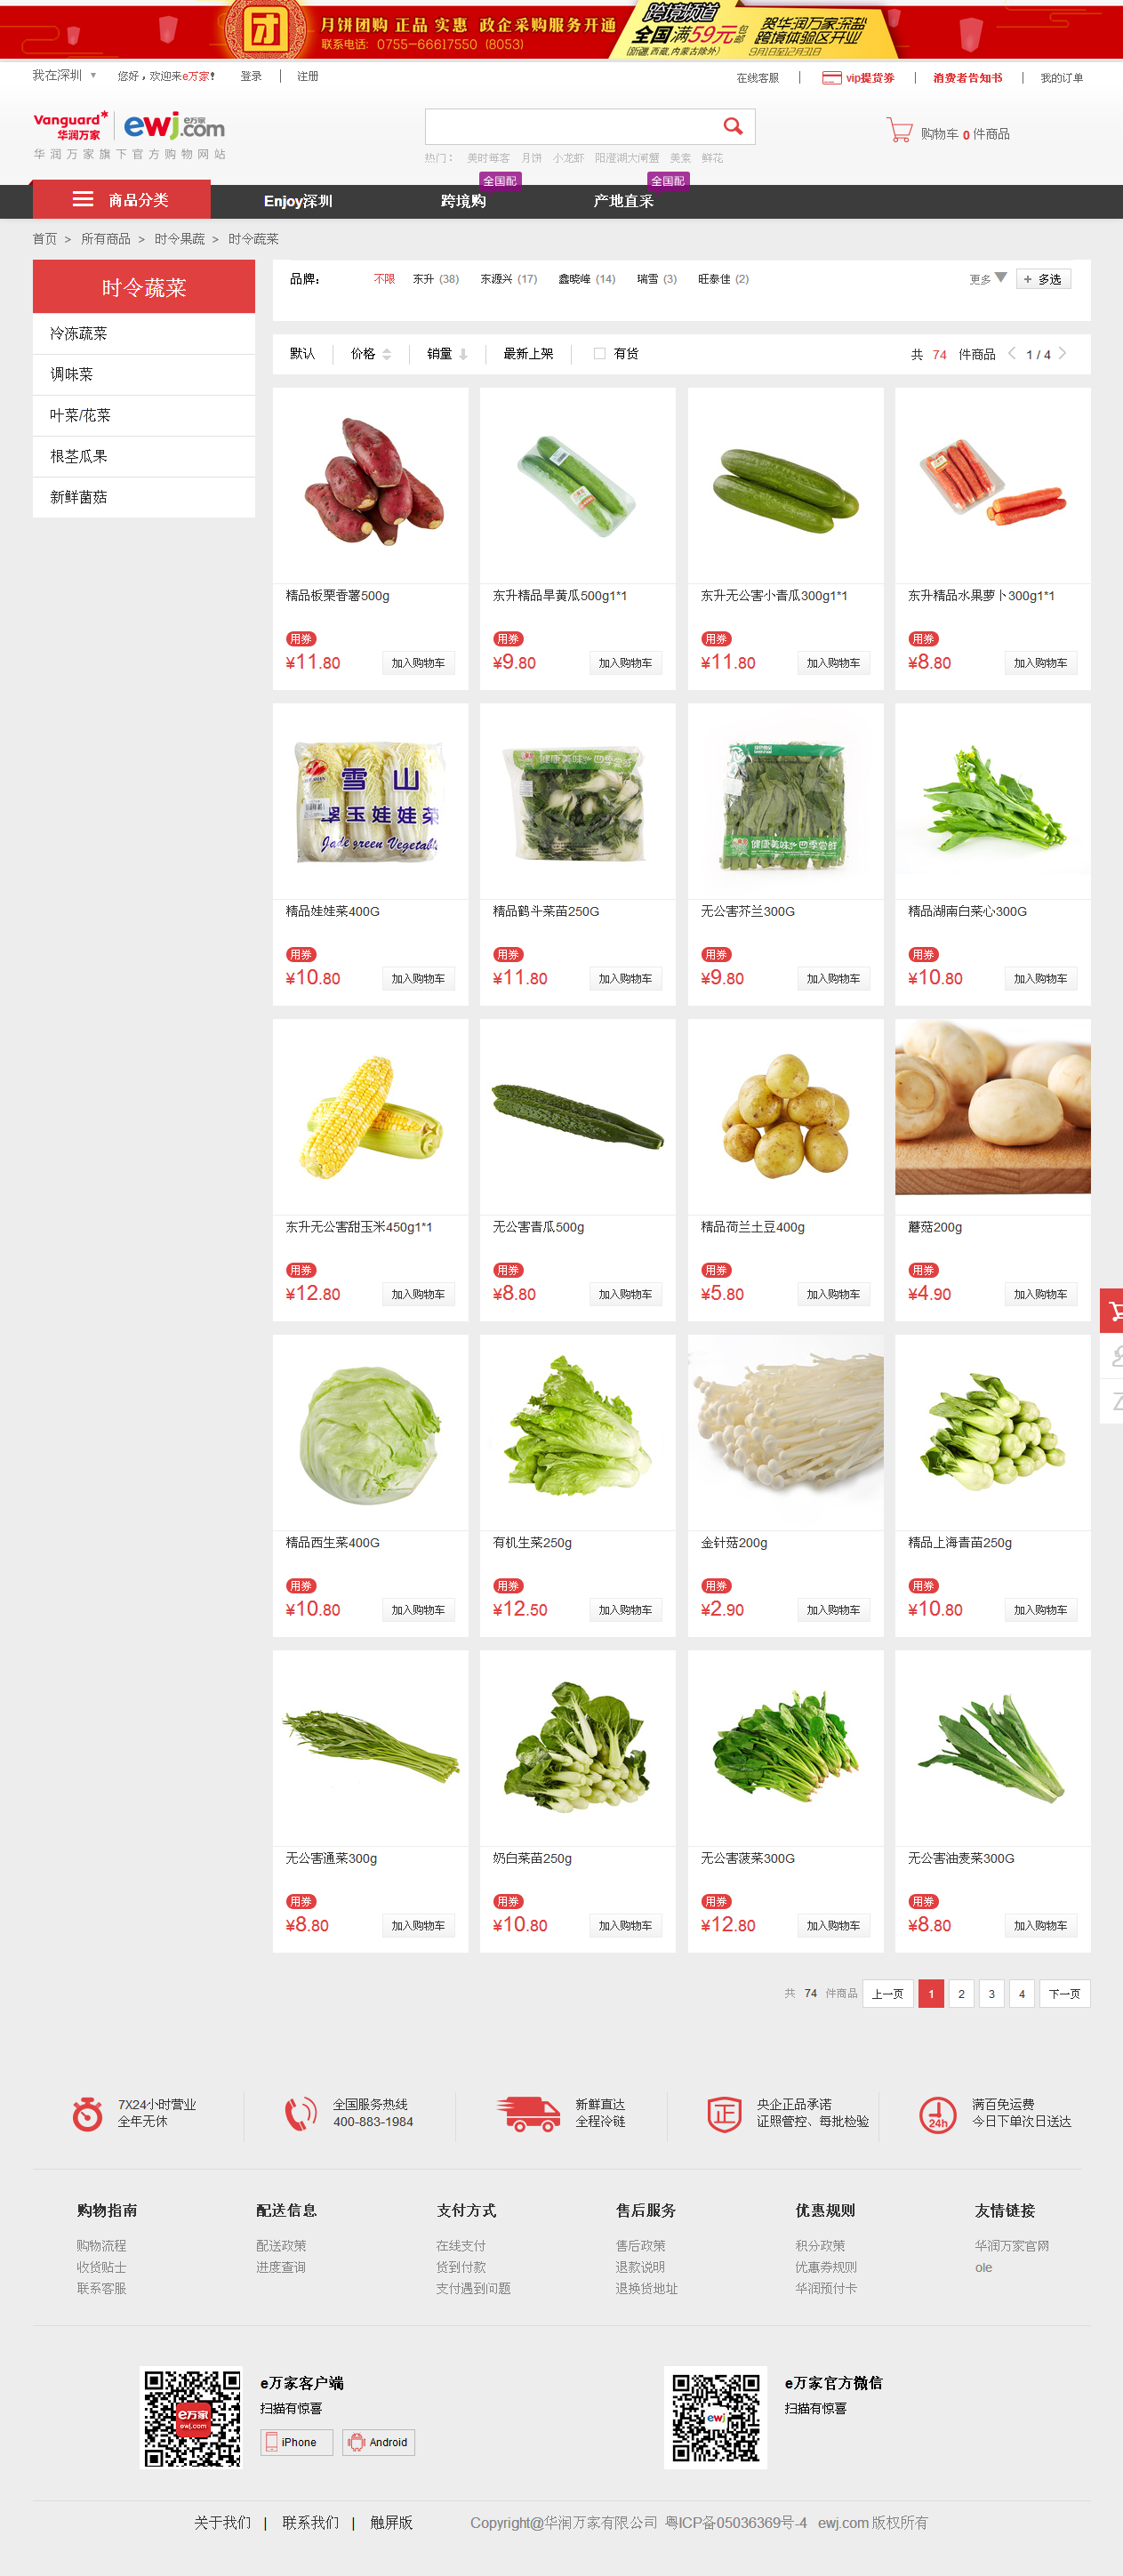 月饼团购 正品 实惠 政企采购服务开通
联系电话: 0755-66617550 (8053)
团
跨境频道
全国满59元包邮
(新疆,西藏,内蒙古除外)
贺华润万家深盐
跨境体验区开业
9月1日至12月31日
我在深圳 ▼ 您好,欢迎来e万家! 登录 | 注册
在线客服 | vip提货券 | 消费者告知书 | 我的订单
Vanguard 华润万家 ewj.com e万家
华润万家旗下官方购物网站
购物车 0 件商品
热门: 美时每客 月饼 小龙虾 阳澄湖大闸蟹 美素 鲜花
全国配 全国配
商品分类 Enjoy深圳 跨境购 产地直采
首页 > 所有商品 > 时令果蔬 > 时令蔬菜
时令蔬菜
冷冻蔬菜
调味菜
叶菜/花菜
根茎瓜果
新鲜菌菇
品牌: 不限 东升 (38) 东源兴 (17) 鑫晓峰 (14) 瑞雪 (3) 旺泰佳 (2) 更多 + 多选
默认 价格 销量 最新上架 有货 共 74 件商品 1 / 4
精品板栗香薯500g
用券
¥11.80 加入购物车
东升精品旱黄瓜500g1*1
用券
¥9.80 加入购物车
东升无公害小青瓜300g1*1
用券
¥11.80 加入购物车
东升精品水果萝卜300g1*1
用券
¥8.80 加入购物车
雪山
翠玉娃娃菜
Jade green Vegetable
精品娃娃菜400G
用券
¥10.80 加入购物车
健康美味 四季尝鲜
精品鹤斗菜苗250G
用券
¥11.80 加入购物车
健康美味 四季尝鲜
无公害芥兰300G
用券
¥9.80 加入购物车
精品湖南白菜心300G
用券
¥10.80 加入购物车
东升无公害甜玉米450g1*1
用券
¥12.80 加入购物车
无公害青瓜500g
用券
¥8.80 加入购物车
精品荷兰土豆400g
用券
¥5.80 加入购物车
蘑菇200g
用券
¥4.90 加入购物车
精品西生菜400G
用券
¥10.80 加入购物车
有机生菜250g
用券
¥12.50 加入购物车
金针菇200g
用券
¥2.90 加入购物车
精品上海青苗250g
用券
¥10.80 加入购物车
无公害通菜300g
用券
¥8.80 加入购物车
奶白菜苗250g
用券
¥10.80 加入购物车
无公害菠菜300G
用券
¥12.80 加入购物车
无公害油麦菜300G
用券
¥8.80 加入购物车
共 74 件商品 上一页 1 2 3 4 下一页
7X24小时营业
全年无休
全国服务热线
400-883-1984
新鲜直达
全程冷链
正
央企正品承诺
证照管控、每批检验
24h
满百免运费
今日下单次日送达
购物指南
购物流程
收货贴士
联系客服
配送信息
配送政策
进度查询
支付方式
在线支付
货到付款
支付遇到问题
售后服务
售后政策
退款说明
退换货地址
优惠规则
积分政策
优惠券规则
华润预付卡
友情链接
华润万家官网
ole
e万家
ewj.com
e万家客户端
扫描有惊喜
iPhone Android
ewj
e万家官方微信
扫描有惊喜
关于我们 | 联系我们 | 触屏版 Copyright@华润万家有限公司 粤ICP备05036369号-4 ewj.com 版权所有